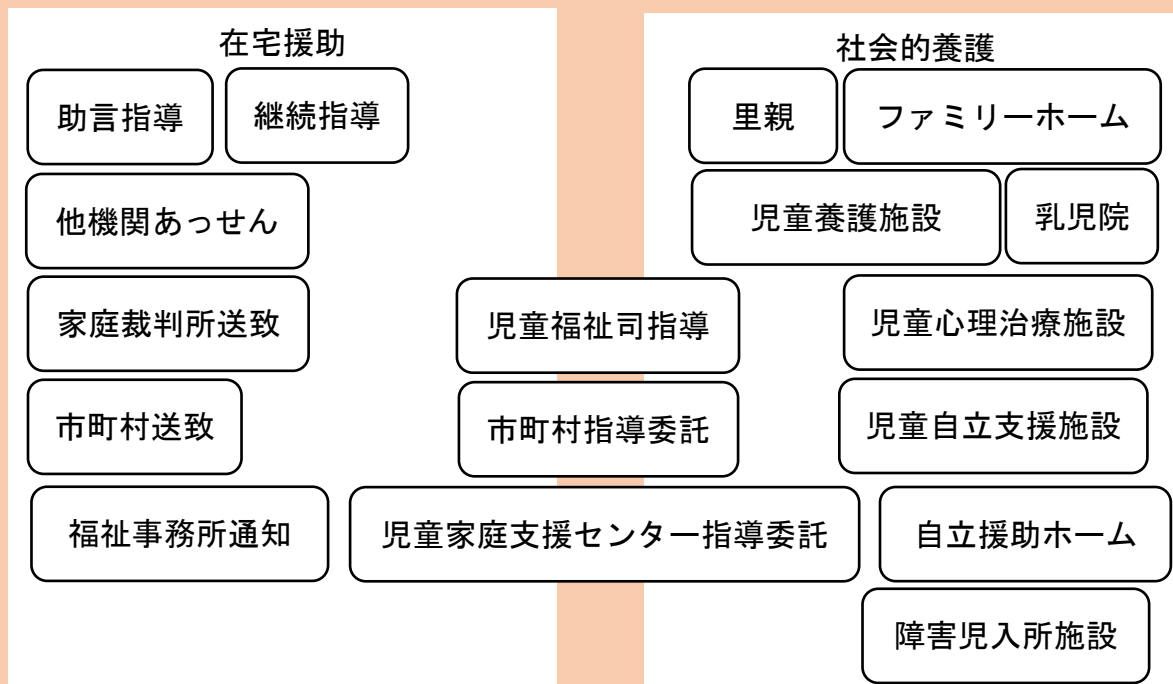 在宅援助
助言指導
継続指導
他機関あっせん
家庭裁判所送致
市町村送致
福祉事務所通知
児童福祉司指導
市町村指導委託
児童家庭支援センター指導委託
社会的養護
里親
ファミリーホーム
児童養護施設
乳児院
児童心理治療施設
児童自立支援施設
自立援助ホーム
障害児入所施設